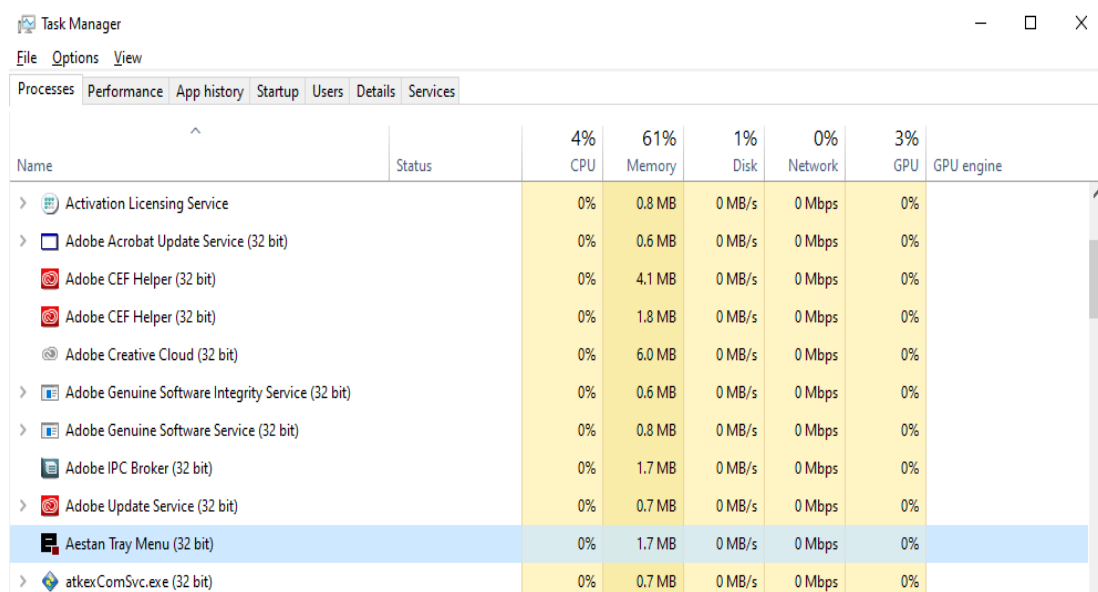 Task Manager
File Options View
Processes Performance App history Startup Users Details Services
4% 61% 1% 0% 3%
Name Status CPU Memory Disk Network GPU GPU engine
Activation Licensing Service 0% 0.8 MB 0 MB/s 0 Mbps 0%
Adobe Acrobat Update Service (32 bit) 0% 0.6 MB 0 MB/s 0 Mbps 0%
Adobe CEF Helper (32 bit) 0% 4.1 MB 0 MB/s 0 Mbps 0%
Adobe CEF Helper (32 bit) 0% 1.8 MB 0 MB/s 0 Mbps 0%
Adobe Creative Cloud (32 bit) 0% 6.0 MB 0 MB/s 0 Mbps 0%
Adobe Genuine Software Integrity Service (32 bit) 0% 0.6 MB 0 MB/s 0 Mbps 0%
Adobe Genuine Software Service (32 bit) 0% 0.8 MB 0 MB/s 0 Mbps 0%
Adobe IPC Broker (32 bit) 0% 1.7 MB 0 MB/s 0 Mbps 0%
Adobe Update Service (32 bit) 0% 0.7 MB 0 MB/s 0 Mbps 0%
Aestan Tray Menu (32 bit) 0% 1.7 MB 0 MB/s 0 Mbps 0%
atkexComSvc.exe (32 bit) 0% 0.7 MB 0 MB/s 0 Mbps 0%